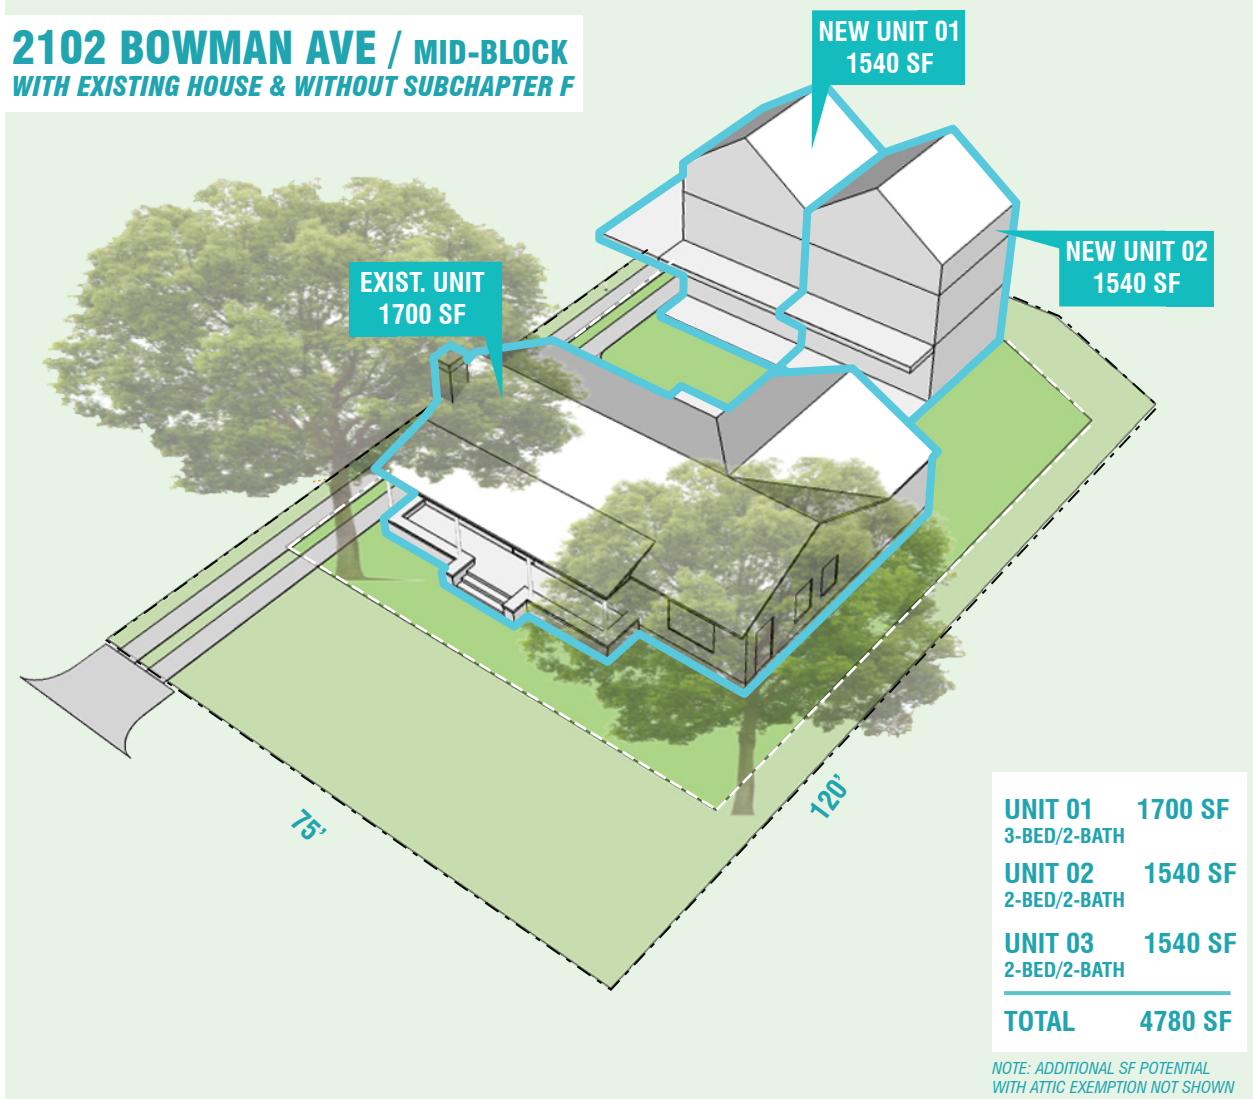 2102 BOWMAN AVE / MID-BLOCK
WITH EXISTING HOUSE & WITHOUT SUBCHAPTER F
NEW UNIT 01
1540 SF
NEW UNIT 02
1540 SF
EXIST. UNIT
1700 SF
75'
120'
UNIT 01 1700 SF
3-BED/2-BATH
UNIT 02 1540 SF
2-BED/2-BATH
UNIT 03 1540 SF
2-BED/2-BATH
TOTAL 4780 SF
NOTE: ADDITIONAL SF POTENTIAL
WITH ATTIC EXEMPTION NOT SHOWN